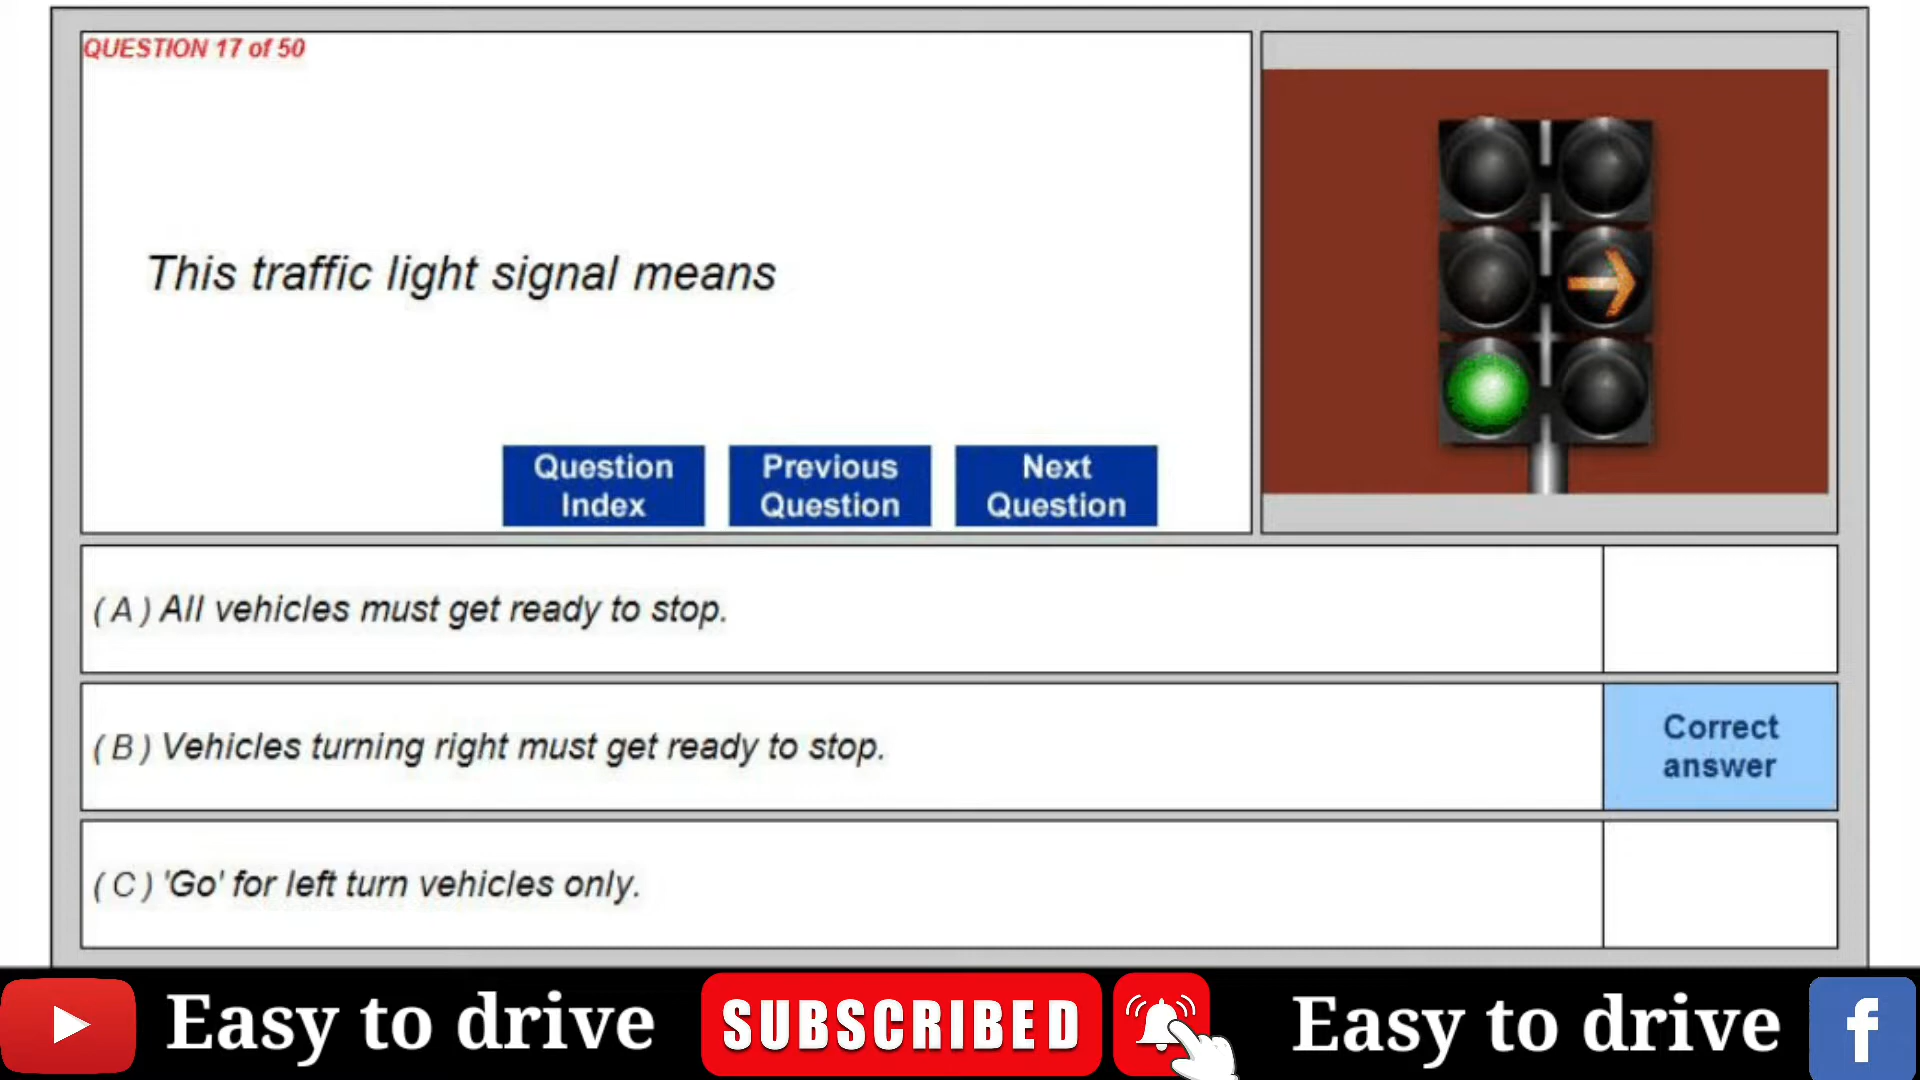 QUESTION 17 of 50
This traffic light signal means
Question
Index
Previous
Question
Next
Question
( A ) All vehicles must get ready to stop.
( B ) Vehicles turning right must get ready to stop.
Correct
answer
( C ) 'Go' for left turn vehicles only.
Easy to drive
SUBSCRIBED
Easy to drive
f